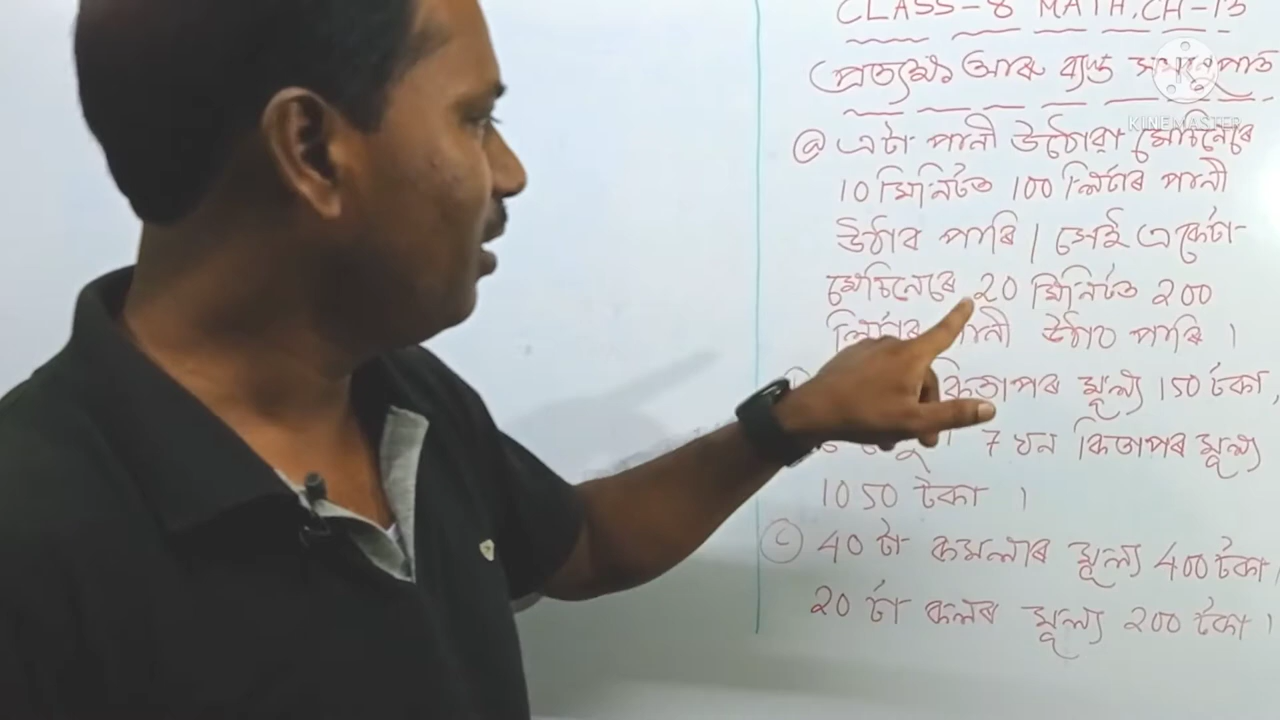 CLASS-8 MATH. CH-13
(প্ৰত্যক্ষ আৰু ব্যস্ত সমানুপাত
ⓐ এটা পানী উঠোৱা মেচিনেৰে
10 মিনিটত 100 লিটাৰ পানী
উঠাব পাৰি। সেই একেটা
মেচিনেৰে 20 মিনিটত 200
লিটাৰ পানী উঠাব পাৰি।
কিতাপৰ মূল্য 150 টকা,
7 খন কিতাপৰ মূল্য
1050 টকা।
ⓒ 40 টা কমলাৰ মূল্য 400 টকা।
20 টা কলৰ মূল্য 200 টকা।
KINEMASTER